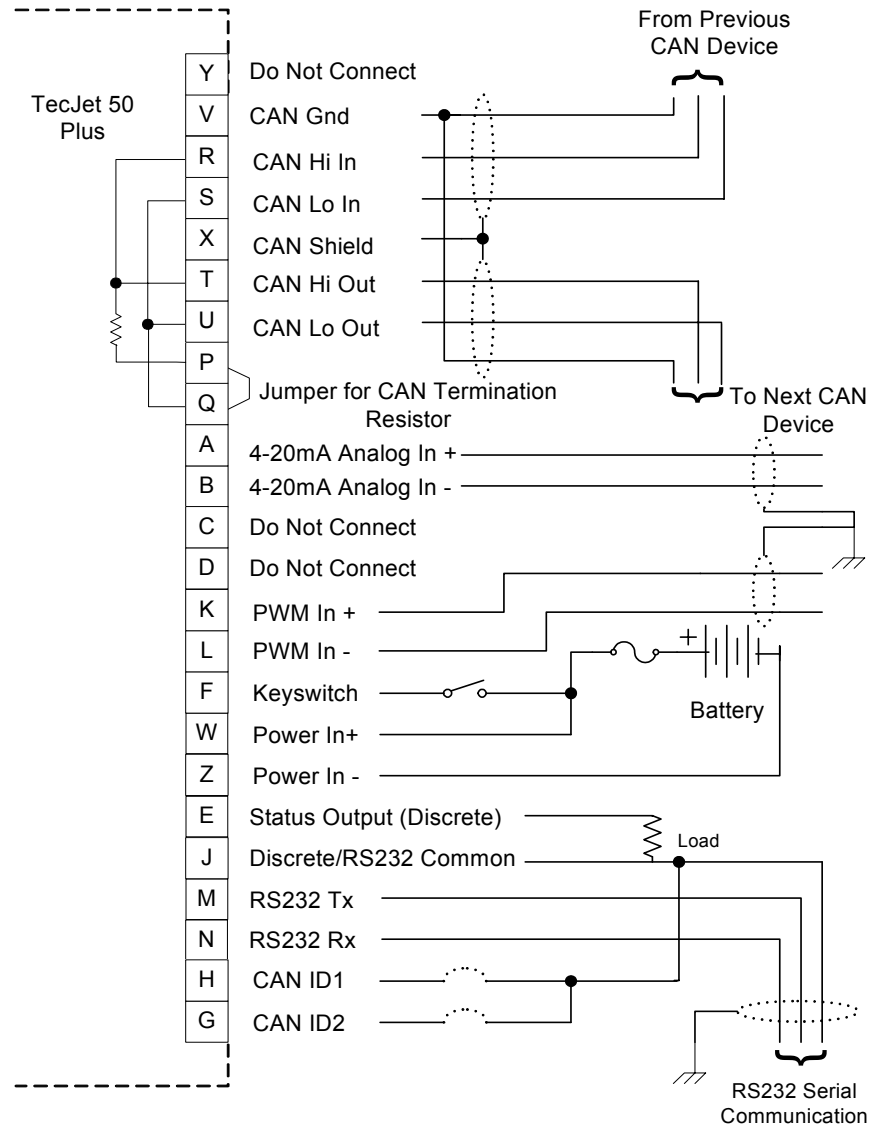 From Previous
CAN Device
TecJet 50
Plus
Y Do Not Connect
V CAN Gnd
R CAN Hi In
S CAN Lo In
X CAN Shield
T CAN Hi Out
U CAN Lo Out
P
Q
Jumper for CAN Termination
Resistor
To Next CAN
Device
A 4-20mA Analog In +
B 4-20mA Analog In -
C Do Not Connect
D Do Not Connect
K PWM In +
L PWM In -
+
F Keyswitch
Battery
W Power In+
Z Power In -
E Status Output (Discrete)
Load
J Discrete/RS232 Common
M RS232 Tx
N RS232 Rx
H CAN ID1
G CAN ID2
RS232 Serial
Communication